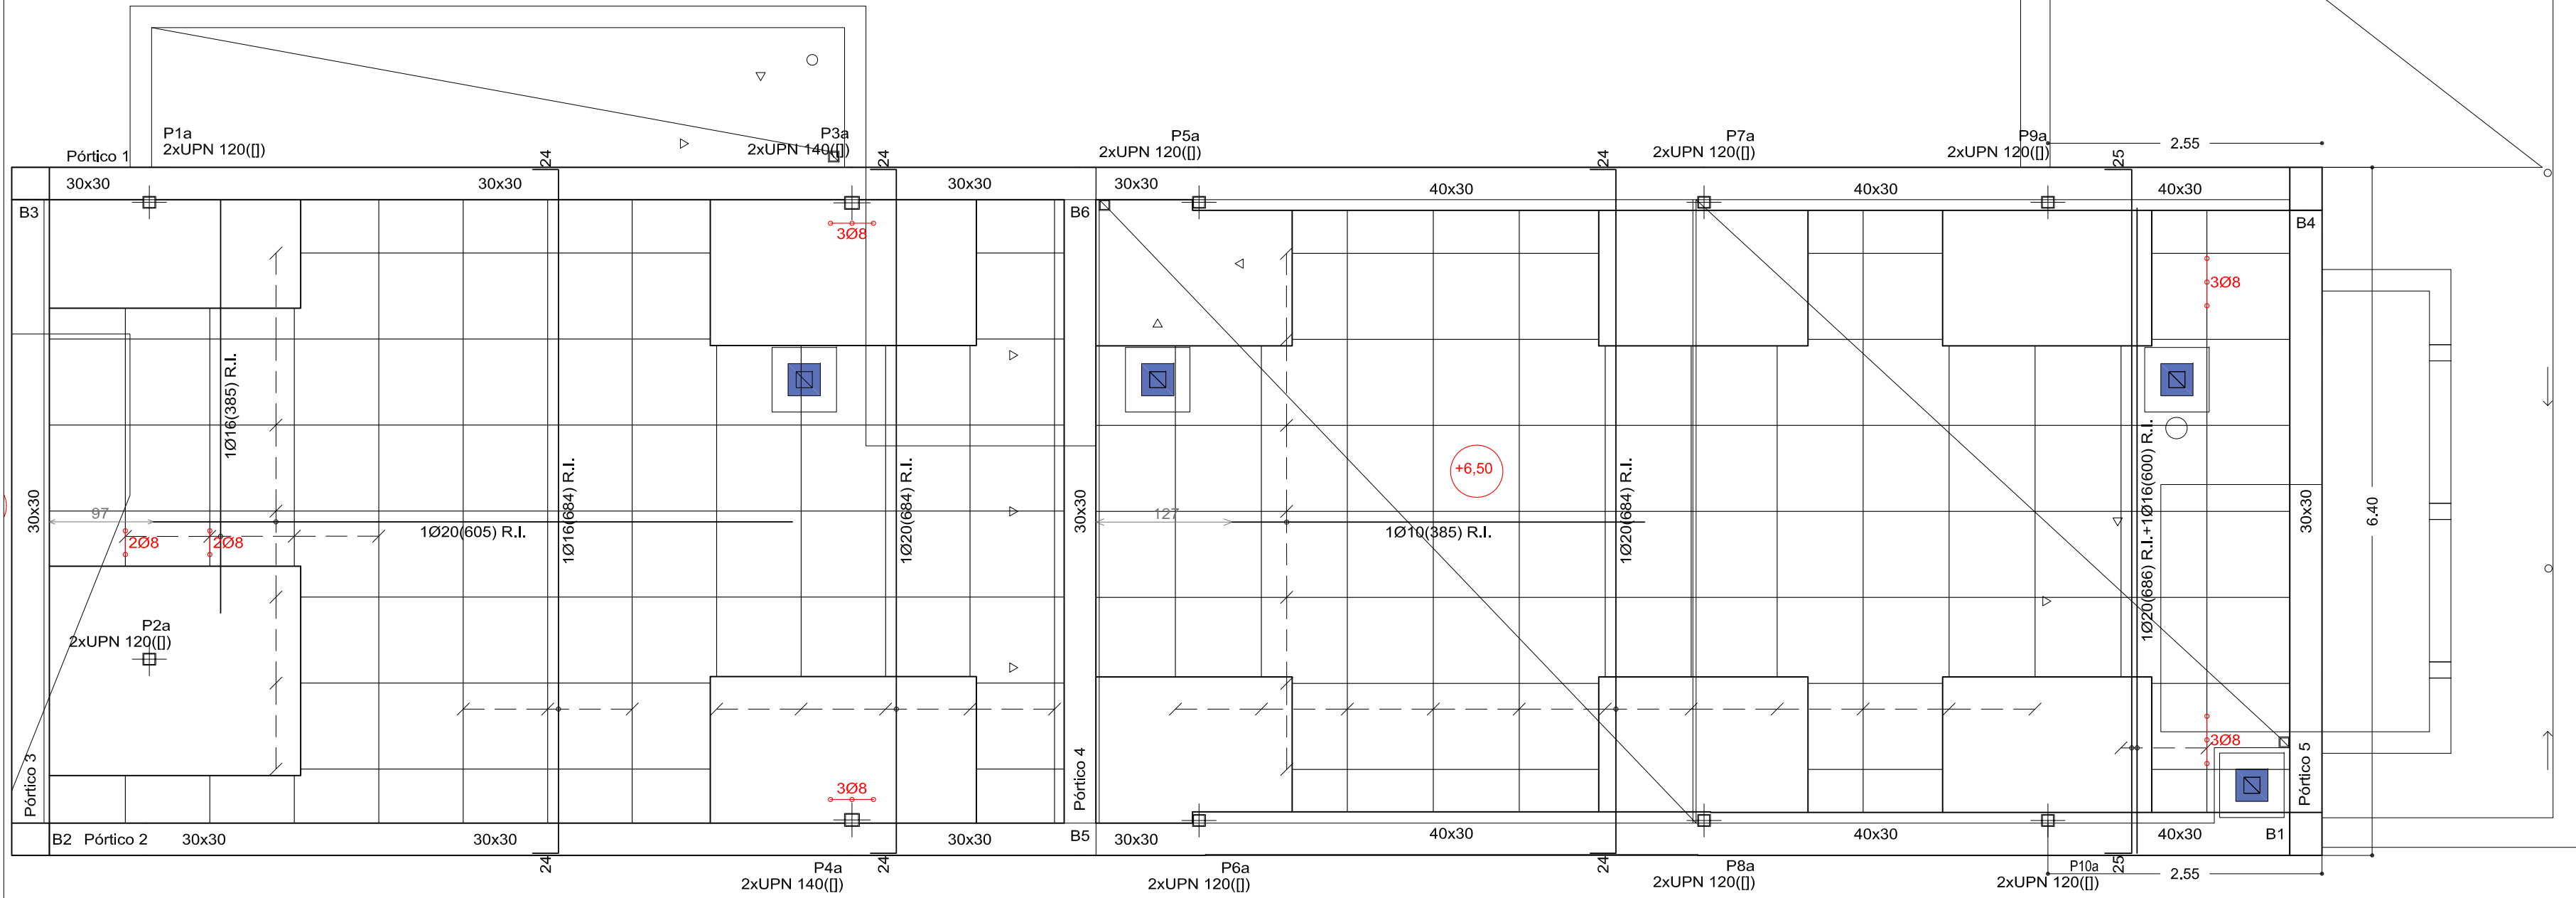 P1a
2xUPN 120([])
P3a
2xUPN 140([])
P5a
2xUPN 120([])
P7a
2xUPN 120([])
P9a
2xUPN 120([])
2.55
Pórtico 1
24
24
24
25
30x30
30x30
30x30
30x30
40x30
40x30
40x30
B3
B6
B4
3Ø8
3Ø8
1Ø16(385) R.I.
+6,50
97
127
30x30
30x30
30x30
6.40
2Ø8
2Ø8
1Ø20(605) R.I.
1Ø16(684) R.I.
1Ø20(684) R.I.
1Ø10(385) R.I.
1Ø20(684) R.I.
1Ø20(686) R.I.+1Ø16(600) R.I.
P2a
2xUPN 120([])
3Ø8
3Ø8
Pórtico 3
Pórtico 4
Pórtico 5
B2
Pórtico 2
30x30
30x30
30x30
B5
30x30
40x30
40x30
40x30
B1
24
24
24
25
P4a
2xUPN 140([])
P6a
2xUPN 120([])
P8a
2xUPN 120([])
P10a
2xUPN 120([])
2.55